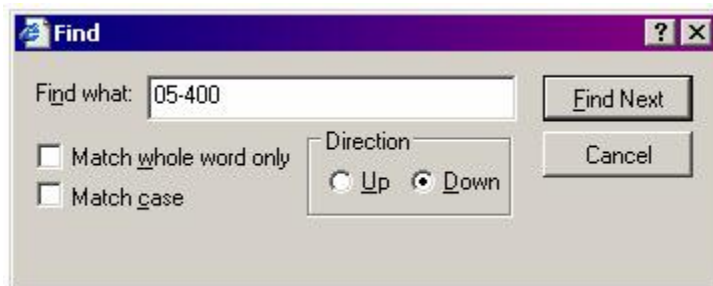 Find
Find what: 05-400
Find Next
Match whole word only
Match case
Direction
Up Down
Cancel